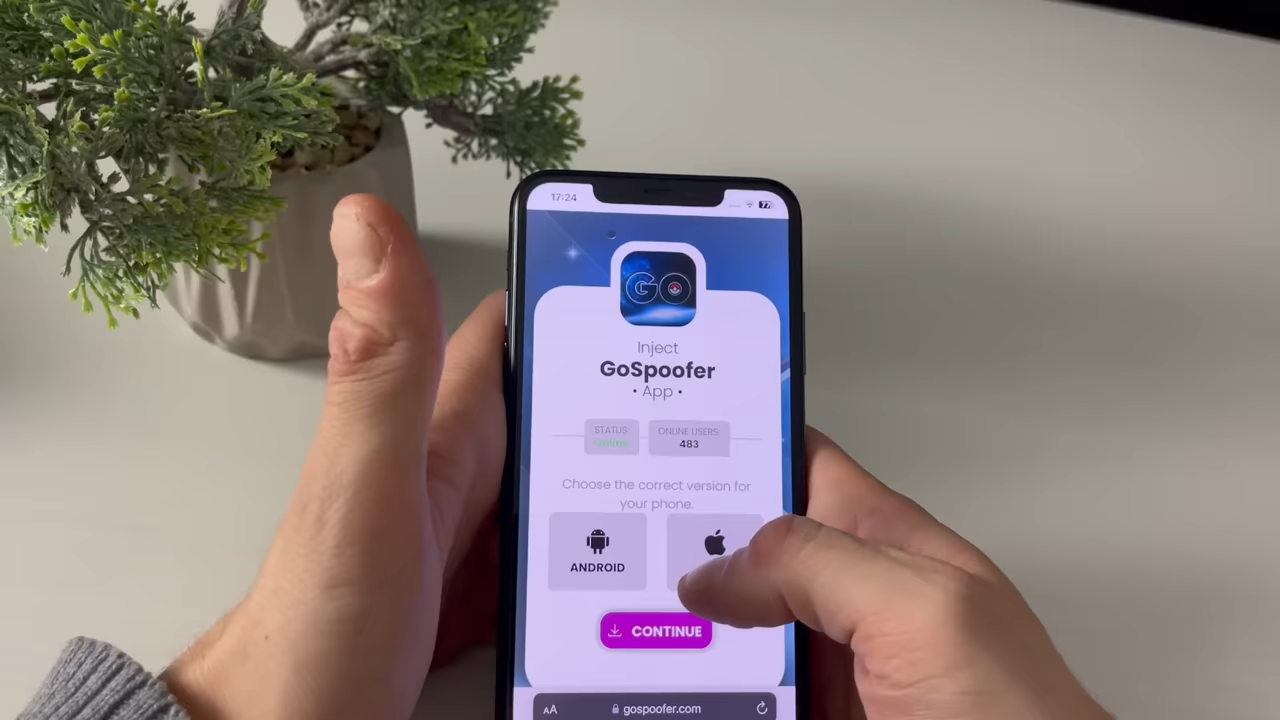 17:24
77
GO
Inject
GoSpoofer
• App •
STATUS:
ONLINE USERS:
483
Choose the correct version for
your phone.
ANDROID
CONTINUE
AA
gospoofer.com